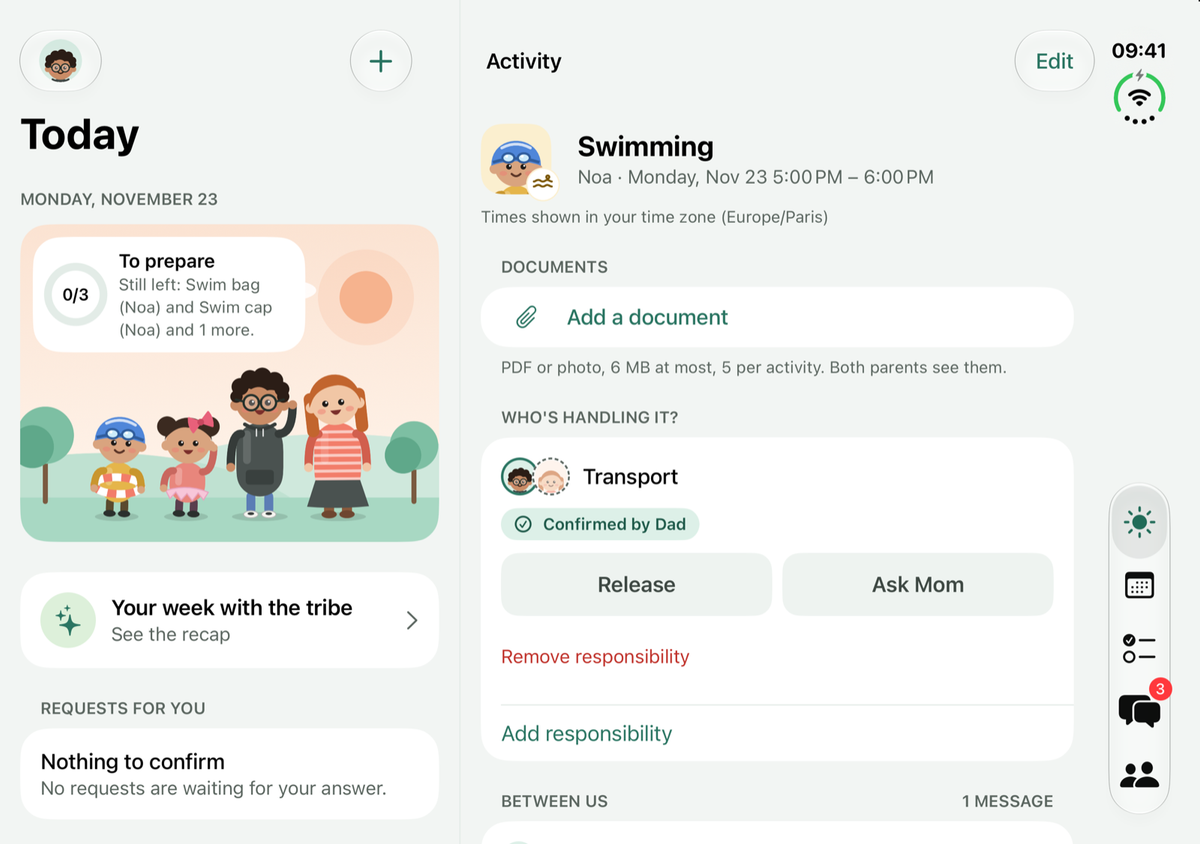 Today
MONDAY, NOVEMBER 23
0/3
To prepare
Still left: Swim bag
(Noa) and Swim cap
(Noa) and 1 more.
Your week with the tribe
See the recap
REQUESTS FOR YOU
Nothing to confirm
No requests are waiting for your answer.
Activity
Edit
09:41
Swimming
Noa · Monday, Nov 23 5:00 PM – 6:00 PM
Times shown in your time zone (Europe/Paris)
DOCUMENTS
Add a document
PDF or photo, 6 MB at most, 5 per activity. Both parents see them.
WHO'S HANDLING IT?
Transport
Confirmed by Dad
Release
Ask Mom
Remove responsibility
Add responsibility
BETWEEN US
1 MESSAGE
3